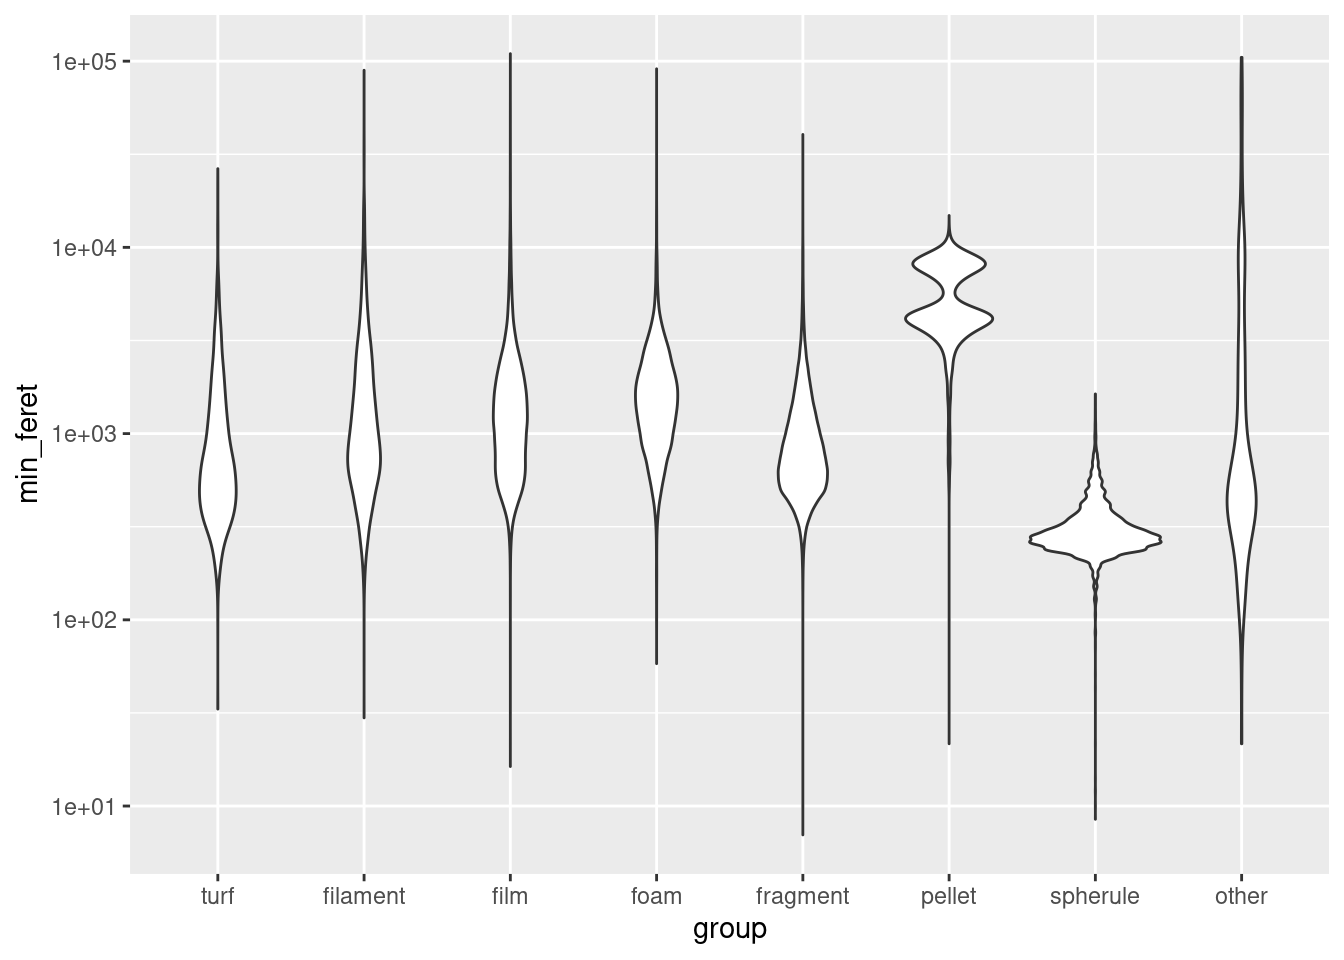 min_feret
1e+05
1e+04
1e+03
1e+02
1e+01
turf filament film foam fragment pellet spherule other
group